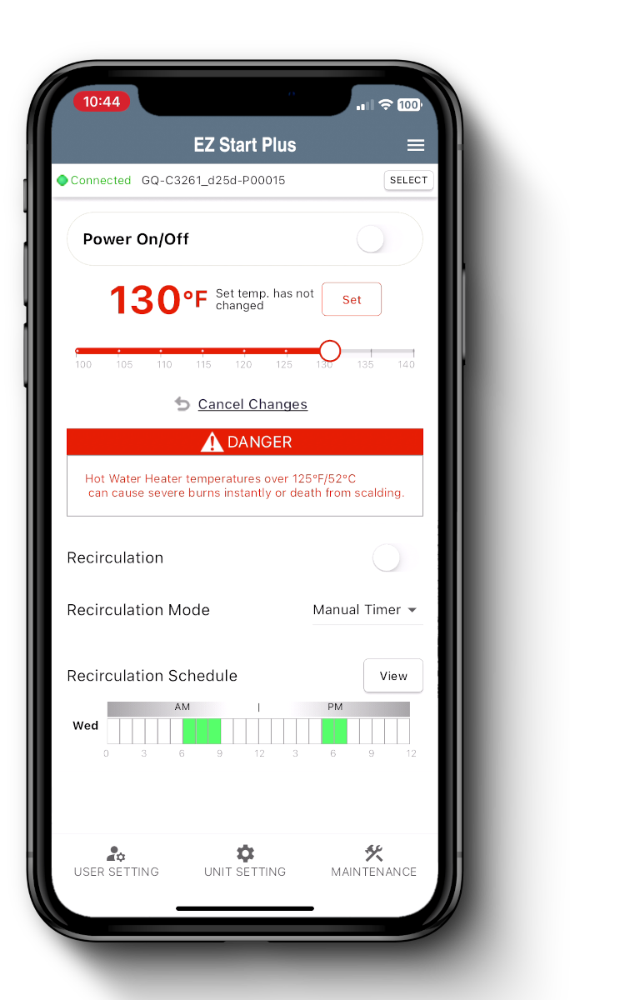 10:44
100
EZ Start Plus
Connected GQ-C3261_d25d-P00015 SELECT
Power On/Off
130°F Set temp. has not changed Set
100 105 110 115 120 125 130 135 140
Cancel Changes
DANGER
Hot Water Heater temperatures over 125°F/52°C
can cause severe burns instantly or death from scalding.
Recirculation
Recirculation Mode Manual Timer
Recirculation Schedule View
AM | PM
Wed
0 3 6 9 12 3 6 9 12
USER SETTING UNIT SETTING MAINTENANCE